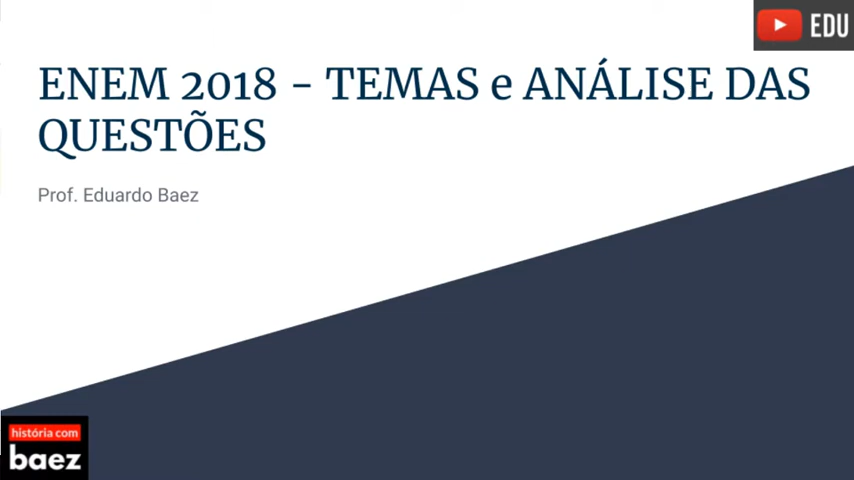 EDU
ENEM 2018 - TEMAS e ANÁLISE DAS
QUESTÕES
Prof. Eduardo Baez
história com
baez